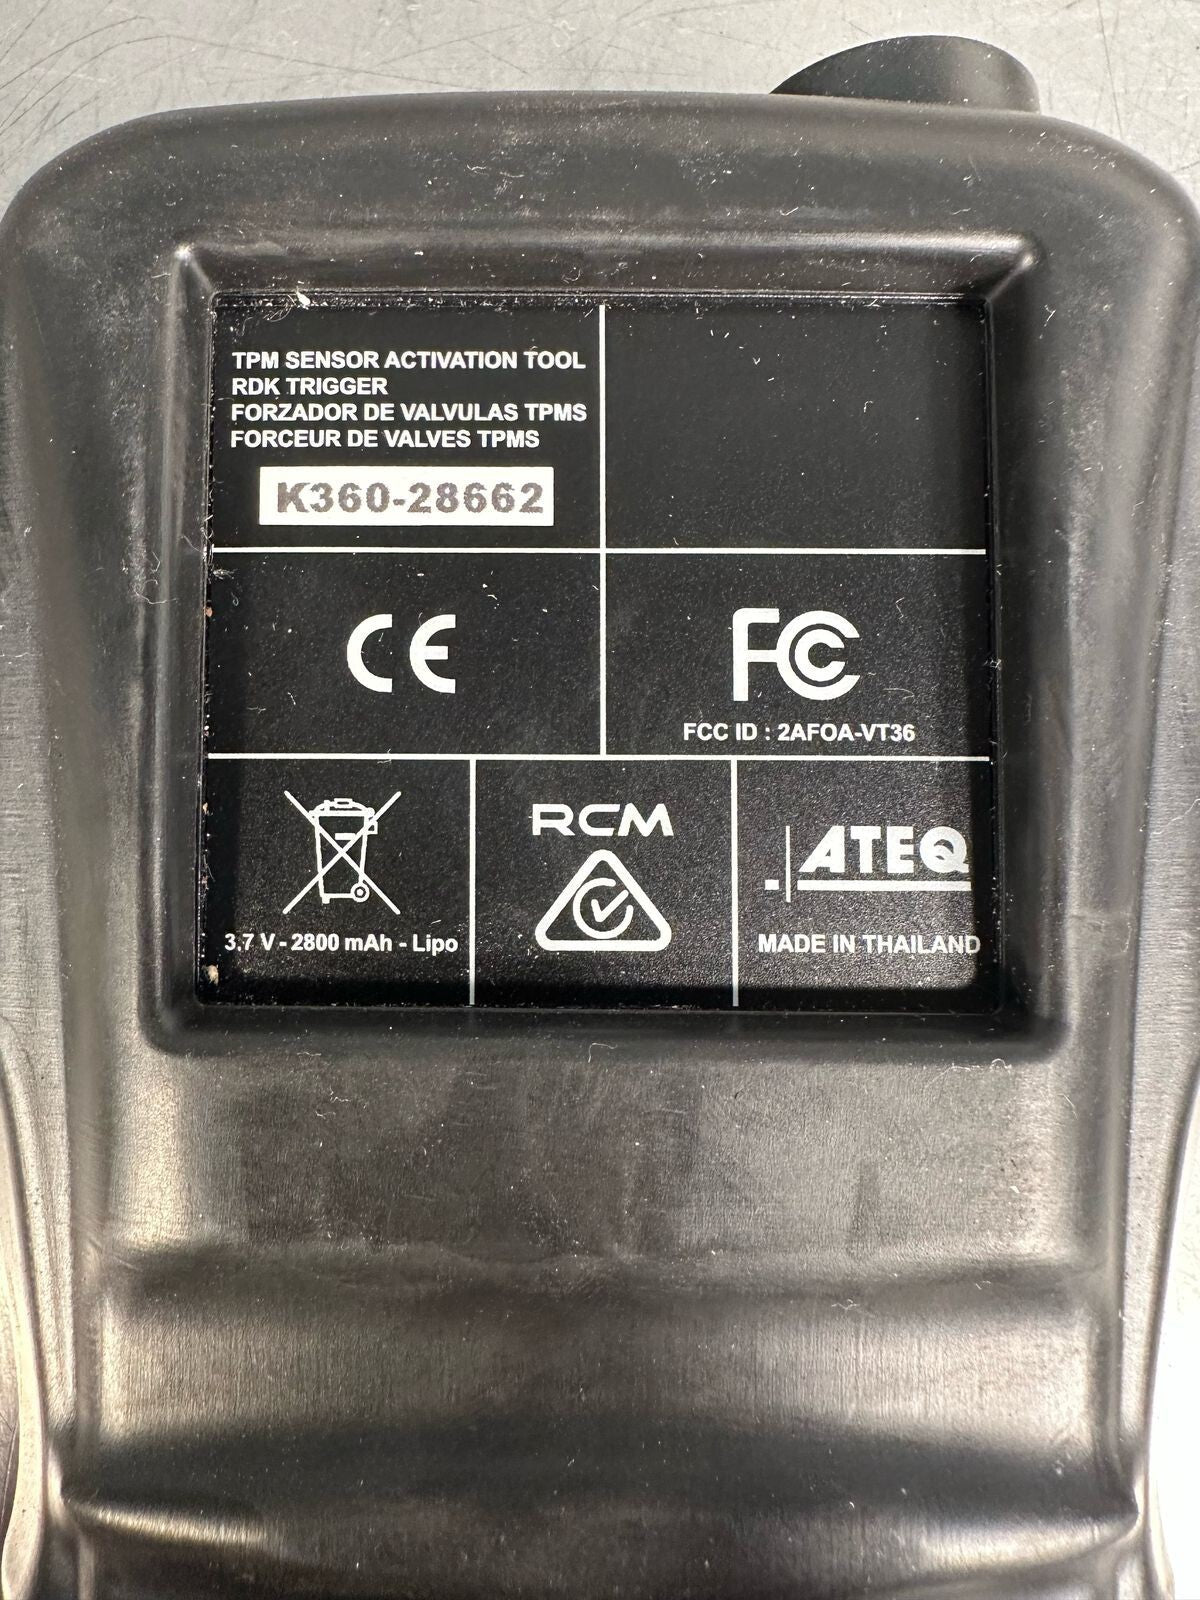 TPM SENSOR ACTIVATION TOOL
RDK TRIGGER
FORZADOR DE VALVULAS TPMS
FORCEUR DE VALVES TPMS
K360-28662
CE
FC
FCC ID : 2AFOA-VT36
3.7 V - 2800 mAh - Lipo
RCM
ATEQ
MADE IN THAILAND